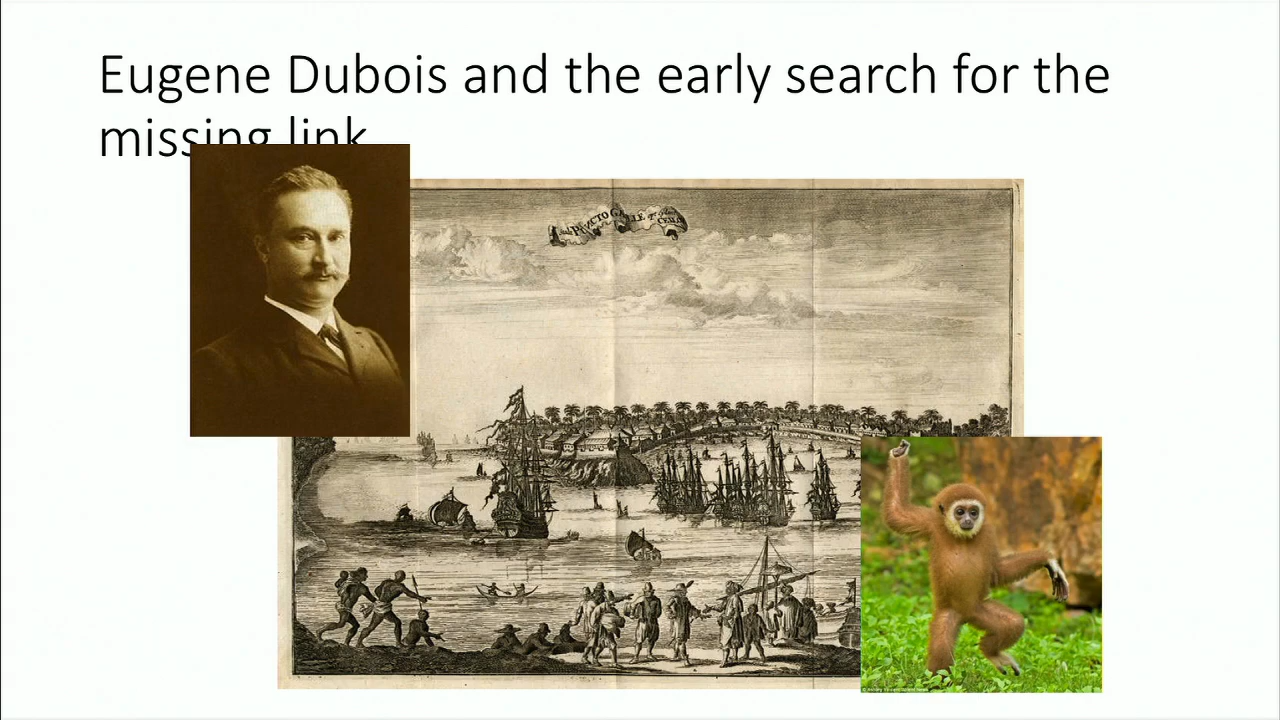 Eugene Dubois and the early search for the
missing link